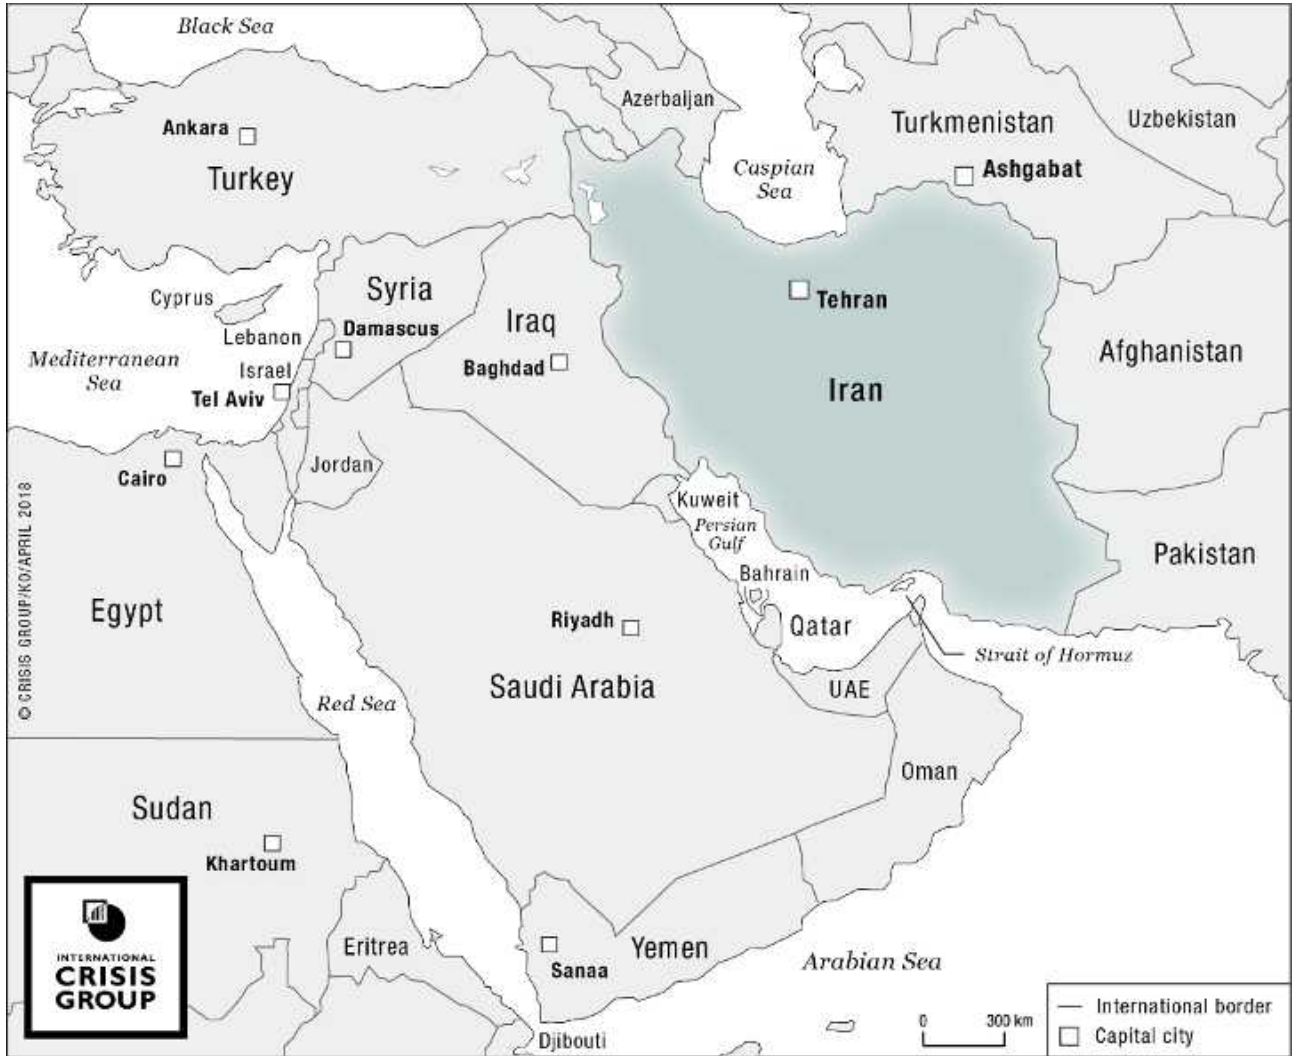 Black Sea
Azerbaijan
Ankara
Turkey
Turkmenistan
Uzbekistan
Ashgabat
Caspian
Sea
Cyprus
Syria
Tehran
Lebanon
Damascus
Iraq
Mediterranean
Sea
Israel
Baghdad
Afghanistan
Tel Aviv
Iran
Jordan
Cairo
Kuweit
Persian
Gulf
Pakistan
Bahrain
Egypt
Riyadh
Qatar
Strait of Hormuz
Saudi Arabia
UAE
Red Sea
Oman
Sudan
Khartoum
Eritrea
Yemen
Sanaa
Arabian Sea
Djibouti
© CRISIS GROUP/KO/APRIL 2018
INTERNATIONAL
CRISIS
GROUP
0 300 km
International border
Capital city